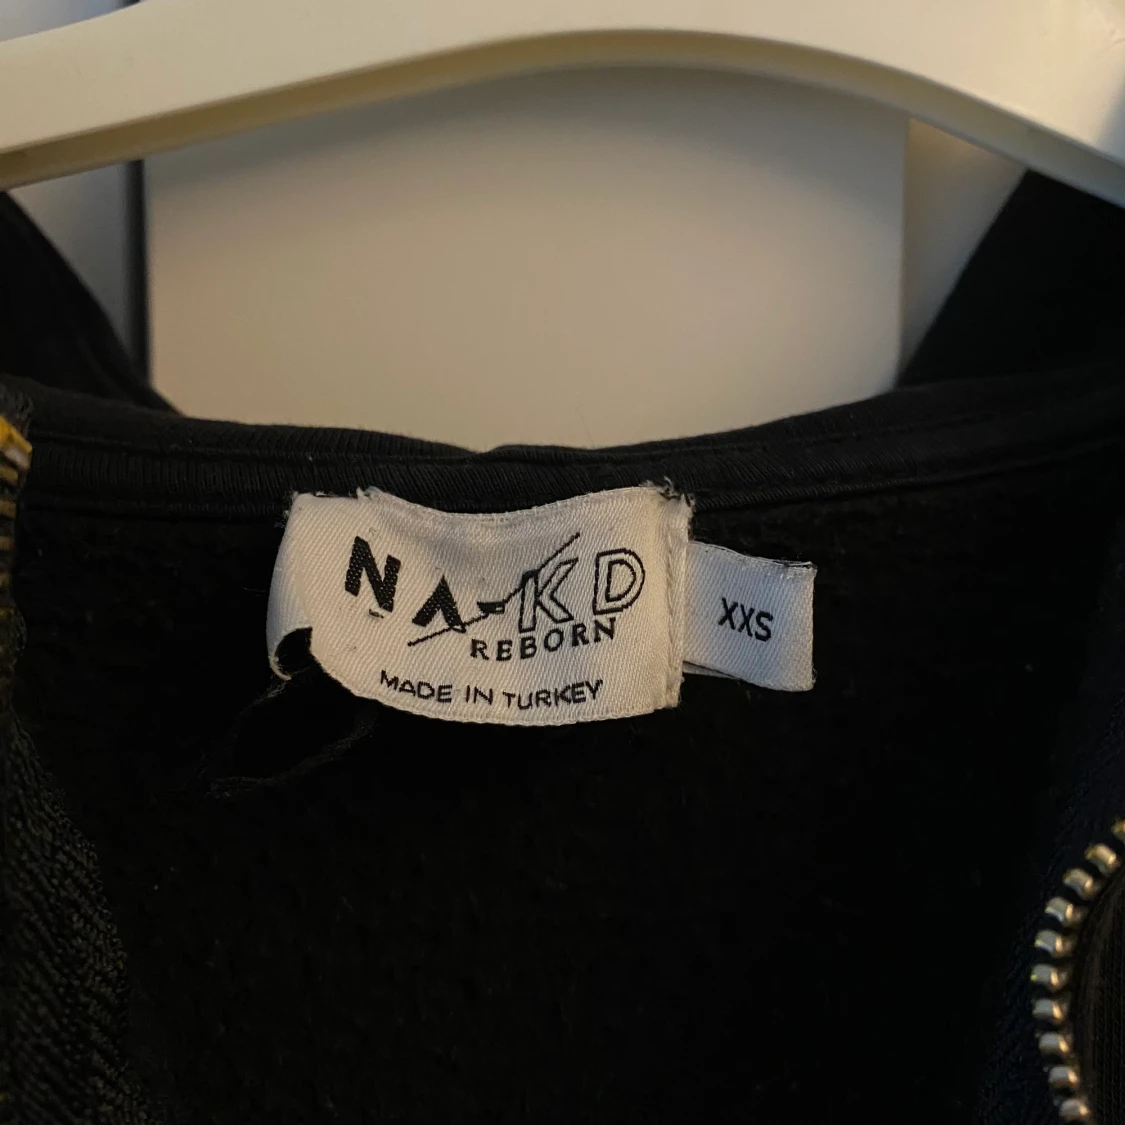 NA-KD
REBORN
MADE IN TURKEY
XXS